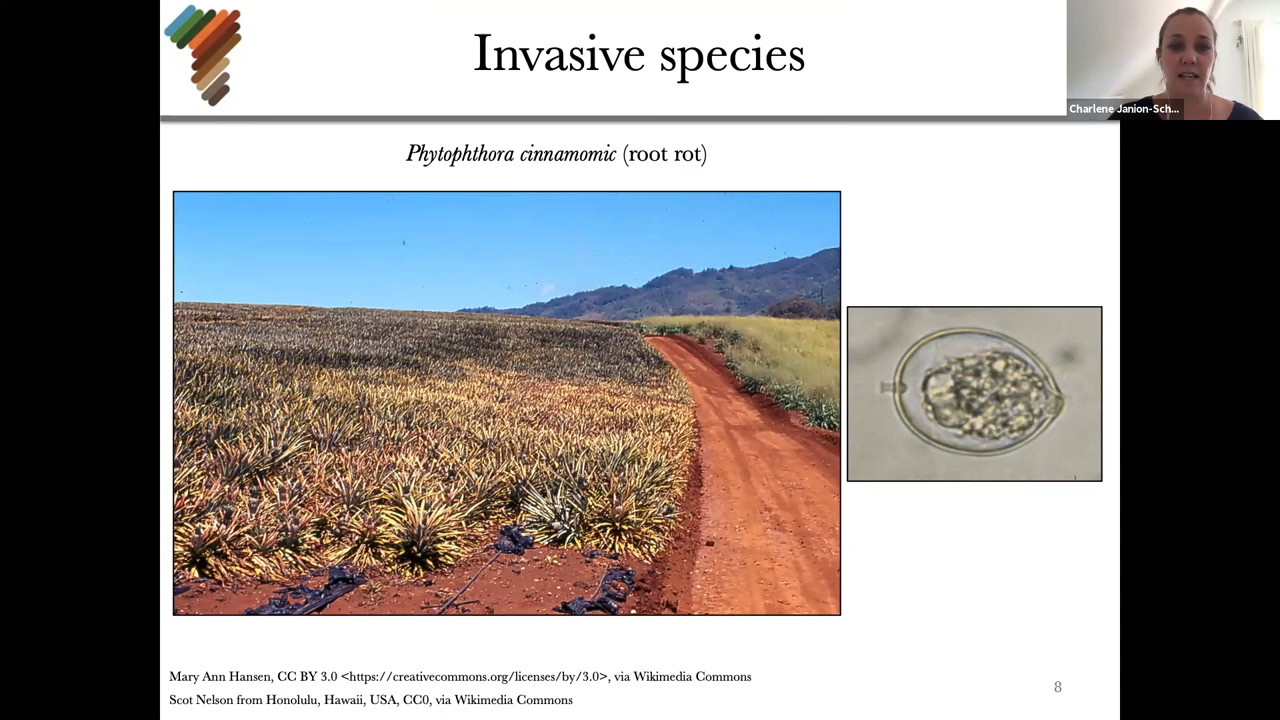 Invasive species
Charlene Janion-Sch...
Phytophthora cinnamomic (root rot)
Mary Ann Hansen, CC BY 3.0 <https://creativecommons.org/licenses/by/3.0>, via Wikimedia Commons
Scot Nelson from Honolulu, Hawaii, USA, CC0, via Wikimedia Commons
8